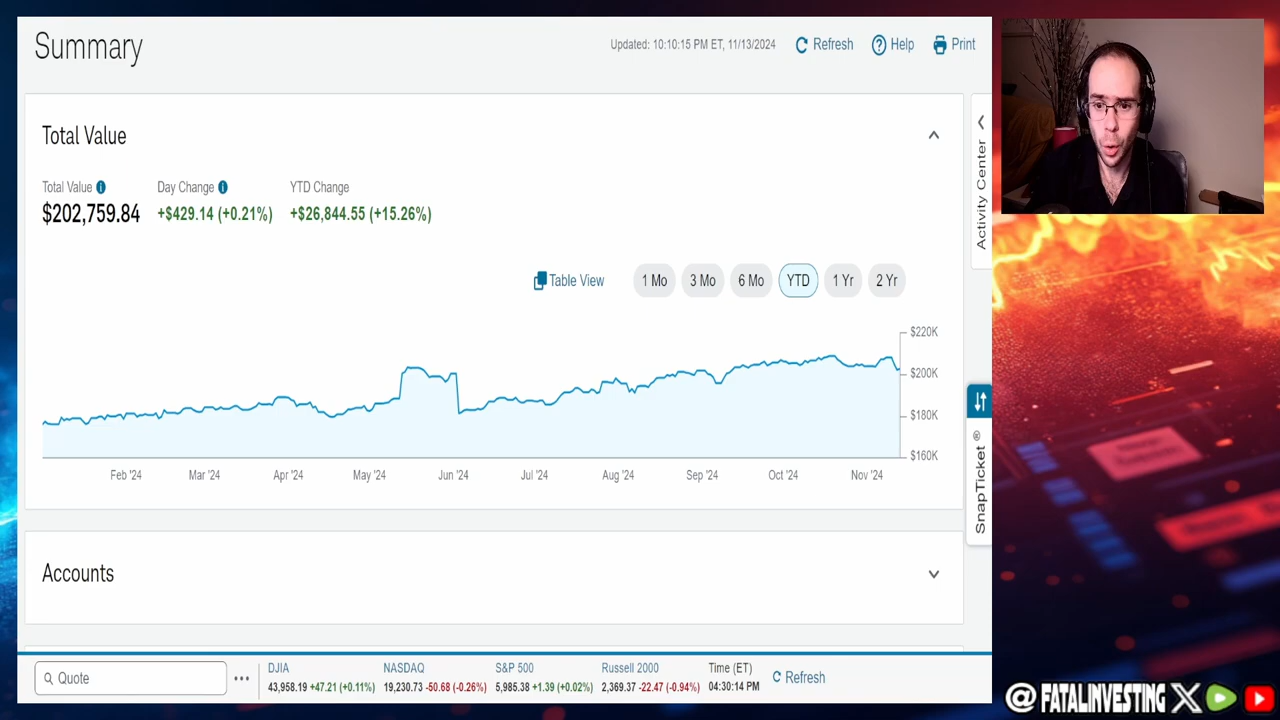 Summary
Updated: 10:10:15 PM ET, 11/13/2024
Refresh
Help
Print
Total Value
Total Value
Day Change
YTD Change
$202,759.84
+$429.14 (+0.21%)
+$26,844.55 (+15.26%)
Table View
1 Mo
3 Mo
6 Mo
YTD
1 Yr
2 Yr
$220K
$200K
$180K
$160K
Feb '24
Mar '24
Apr '24
May '24
Jun '24
Jul '24
Aug '24
Sep '24
Oct '24
Nov '24
Activity Center
SnapTicket ®
Accounts
Quote
DJIA
43,958.19 +47.21 (+0.11%)
NASDAQ
19,230.73 -50.68 (-0.26%)
S&P 500
5,985.38 +1.39 (+0.02%)
Russell 2000
2,369.37 -22.47 (-0.94%)
Time (ET)
04:30:14 PM
Refresh
@FATALINVESTING